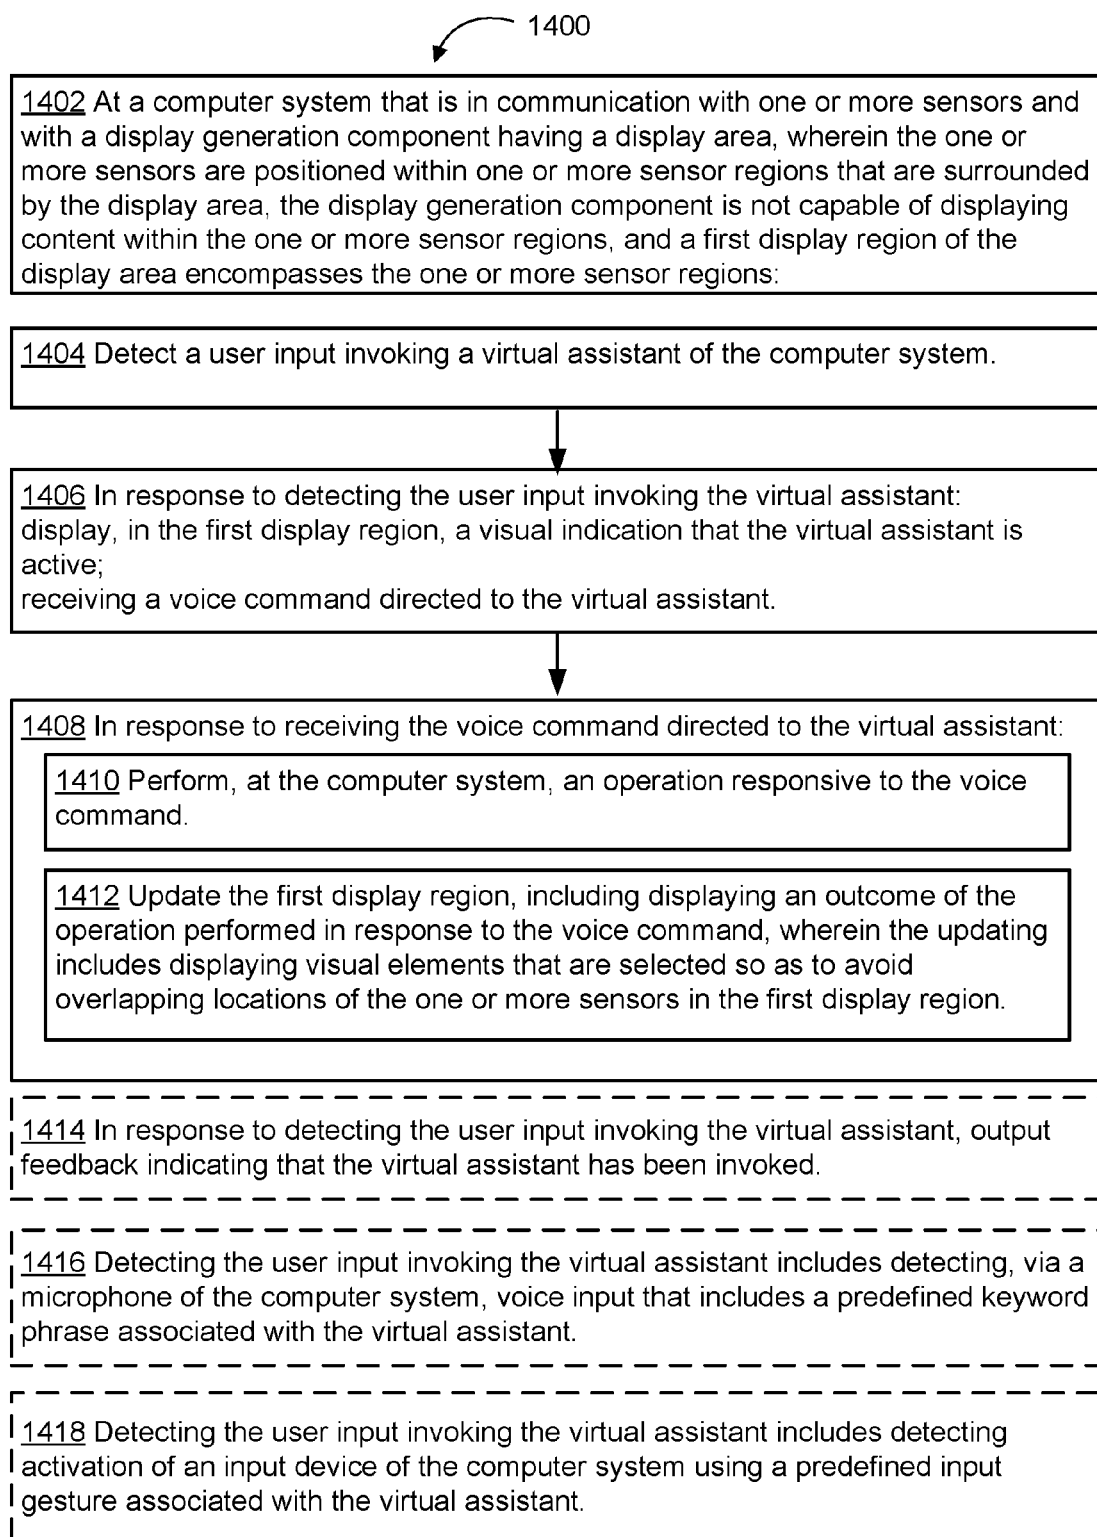 1400
1402 At a computer system that is in communication with one or more sensors and
with a display generation component having a display area, wherein the one or
more sensors are positioned within one or more sensor regions that are surrounded
by the display area, the display generation component is not capable of displaying
content within the one or more sensor regions, and a first display region of the
display area encompasses the one or more sensor regions:
1404 Detect a user input invoking a virtual assistant of the computer system.
1406 In response to detecting the user input invoking the virtual assistant:
display, in the first display region, a visual indication that the virtual assistant is
active;
receiving a voice command directed to the virtual assistant.
1408 In response to receiving the voice command directed to the virtual assistant:
1410 Perform, at the computer system, an operation responsive to the voice
command.
1412 Update the first display region, including displaying an outcome of the
operation performed in response to the voice command, wherein the updating
includes displaying visual elements that are selected so as to avoid
overlapping locations of the one or more sensors in the first display region.
1414 In response to detecting the user input invoking the virtual assistant, output
feedback indicating that the virtual assistant has been invoked.
1416 Detecting the user input invoking the virtual assistant includes detecting, via a
microphone of the computer system, voice input that includes a predefined keyword
phrase associated with the virtual assistant.
1418 Detecting the user input invoking the virtual assistant includes detecting
activation of an input device of the computer system using a predefined input
gesture associated with the virtual assistant.